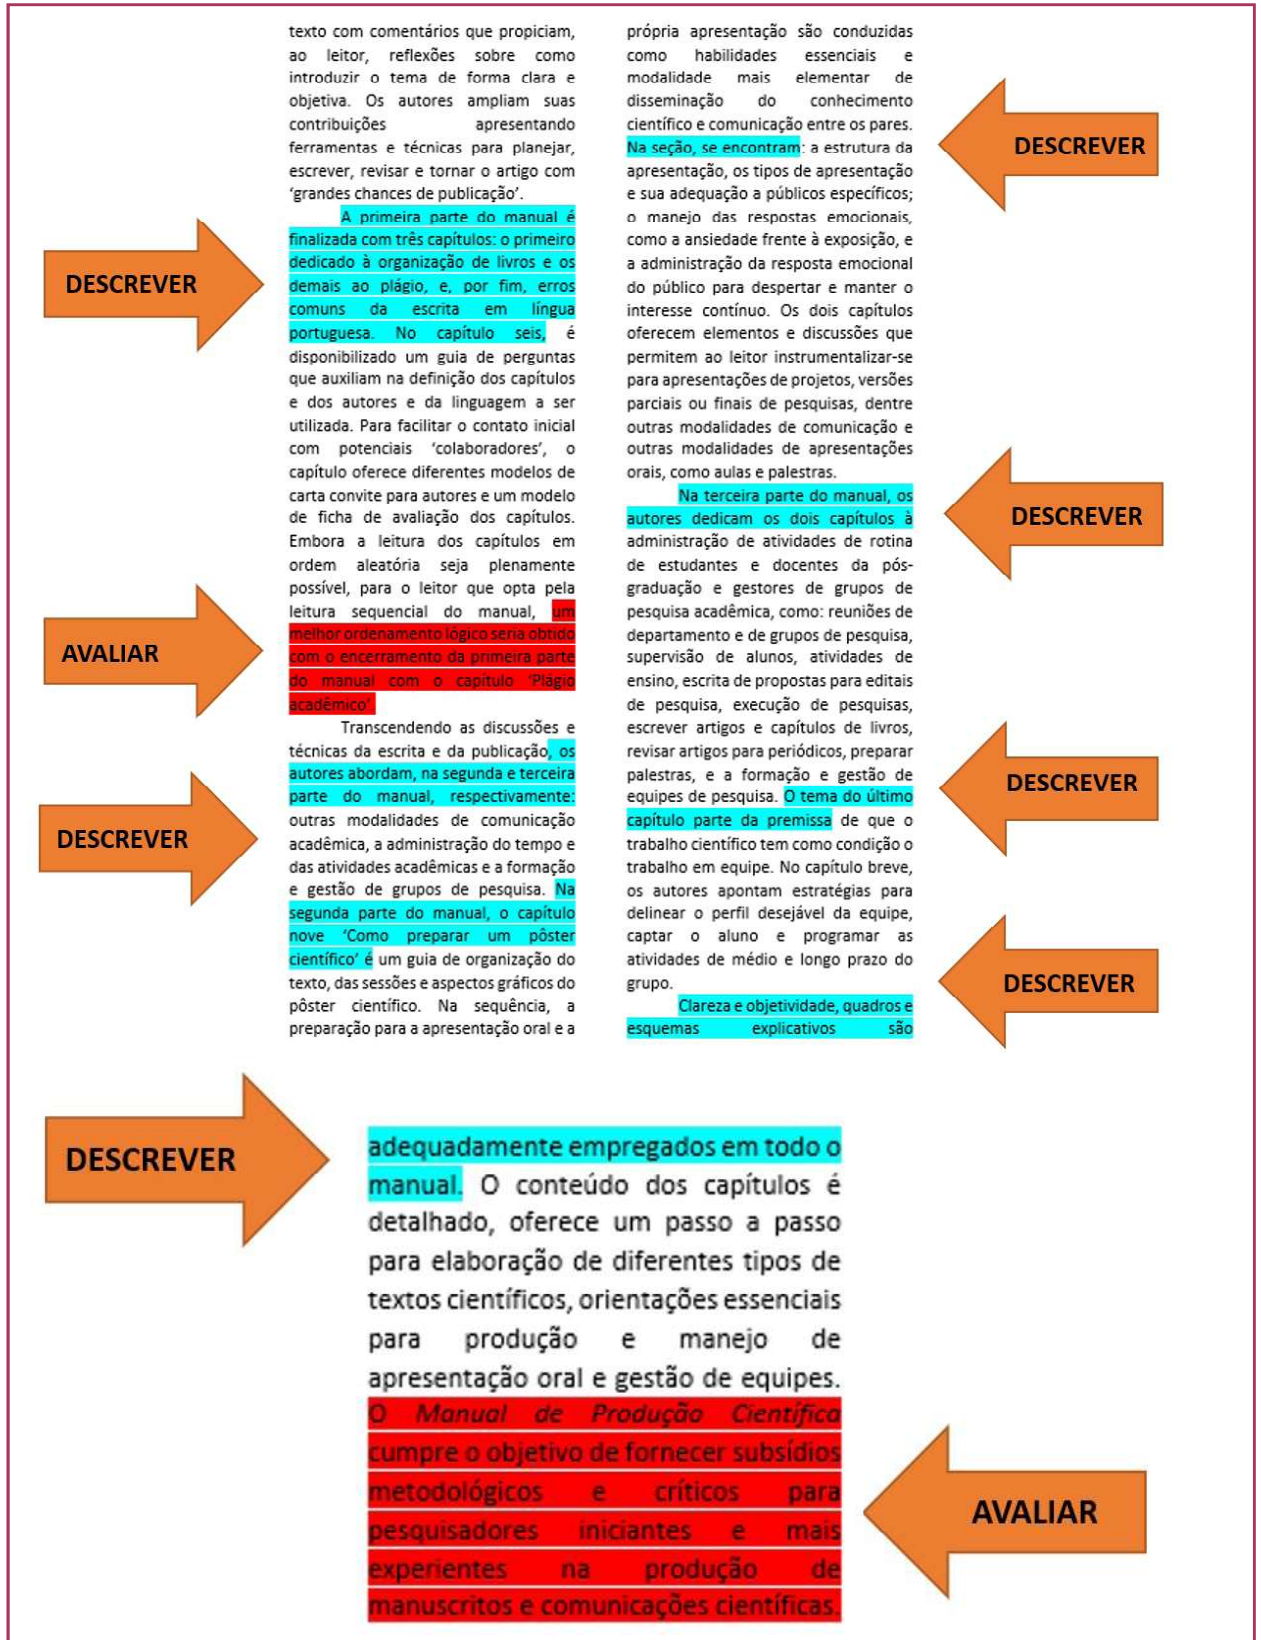 texto com comentários que propiciam,
ao leitor, reflexões sobre como
introduzir o tema de forma clara e
objetiva. Os autores ampliam suas
contribuições apresentando
ferramentas e técnicas para planejar,
escrever, revisar e tornar o artigo com
‘grandes chances de publicação’.
A primeira parte do manual é
finalizada com três capítulos: o primeiro
dedicado à organização de livros e os
demais ao plágio, e, por fim, erros
comuns da escrita em língua
portuguesa. No capítulo seis, é
disponibilizado um guia de perguntas
que auxiliam na definição dos capítulos
e dos autores e da linguagem a ser
utilizada. Para facilitar o contato inicial
com potenciais ‘colaboradores’, o
capítulo oferece diferentes modelos de
carta convite para autores e um modelo
de ficha de avaliação dos capítulos.
Embora a leitura dos capítulos em
ordem aleatória seja plenamente
possível, para o leitor que opta pela
leitura sequencial do manual, um
melhor ordenamento lógico seria obtido
com o encerramento da primeira parte
do manual com o capítulo ‘Plágio
acadêmico’.
Transcendendo as discussões e
técnicas da escrita e da publicação, os
autores abordam, na segunda e terceira
parte do manual, respectivamente:
outras modalidades de comunicação
acadêmica, a administração do tempo e
das atividades acadêmicas e a formação
e gestão de grupos de pesquisa. Na
segunda parte do manual, o capítulo
nove ‘Como preparar um pôster
científico’ é um guia de organização do
texto, das sessões e aspectos gráficos do
pôster científico. Na sequência, a
preparação para a apresentação oral e a
DESCREVER
AVALIAR
DESCREVER
própria apresentação são conduzidas
como habilidades essenciais e
modalidade mais elementar de
disseminação do conhecimento
científico e comunicação entre os pares.
Na seção, se encontram: a estrutura da
apresentação, os tipos de apresentação
e sua adequação a públicos específicos;
o manejo das respostas emocionais,
como a ansiedade frente à exposição, e
a administração da resposta emocional
do público para despertar e manter o
interesse contínuo. Os dois capítulos
oferecem elementos e discussões que
permitem ao leitor instrumentalizar-se
para apresentações de projetos, versões
parciais ou finais de pesquisas, dentre
outras modalidades de comunicação e
outras modalidades de apresentações
orais, como aulas e palestras.
Na terceira parte do manual, os
autores dedicam os dois capítulos à
administração de atividades de rotina
de estudantes e docentes da pós-
graduação e gestores de grupos de
pesquisa acadêmica, como: reuniões de
departamento e de grupos de pesquisa,
supervisão de alunos, atividades de
ensino, escrita de propostas para editais
de pesquisa, execução de pesquisas,
escrever artigos e capítulos de livros,
revisar artigos para periódicos, preparar
palestras, e a formação e gestão de
equipes de pesquisa. O tema do último
capítulo parte da premissa de que o
trabalho científico tem como condição o
trabalho em equipe. No capítulo breve,
os autores apontam estratégias para
delinear o perfil desejável da equipe,
captar o aluno e programar as
atividades de médio e longo prazo do
grupo.
Clareza e objetividade, quadros e
esquemas explicativos são
DESCREVER
DESCREVER
DESCREVER
DESCREVER
DESCREVER
adequadamente empregados em todo o
manual. O conteúdo dos capítulos é
detalhado, oferece um passo a passo
para elaboração de diferentes tipos de
textos científicos, orientações essenciais
para produção e manejo de
apresentação oral e gestão de equipes.
O Manual de Produção Científica
cumpre o objetivo de fornecer subsídios
metodológicos e críticos para
pesquisadores iniciantes e mais
experientes na produção de
manuscritos e comunicações científicas.
AVALIAR